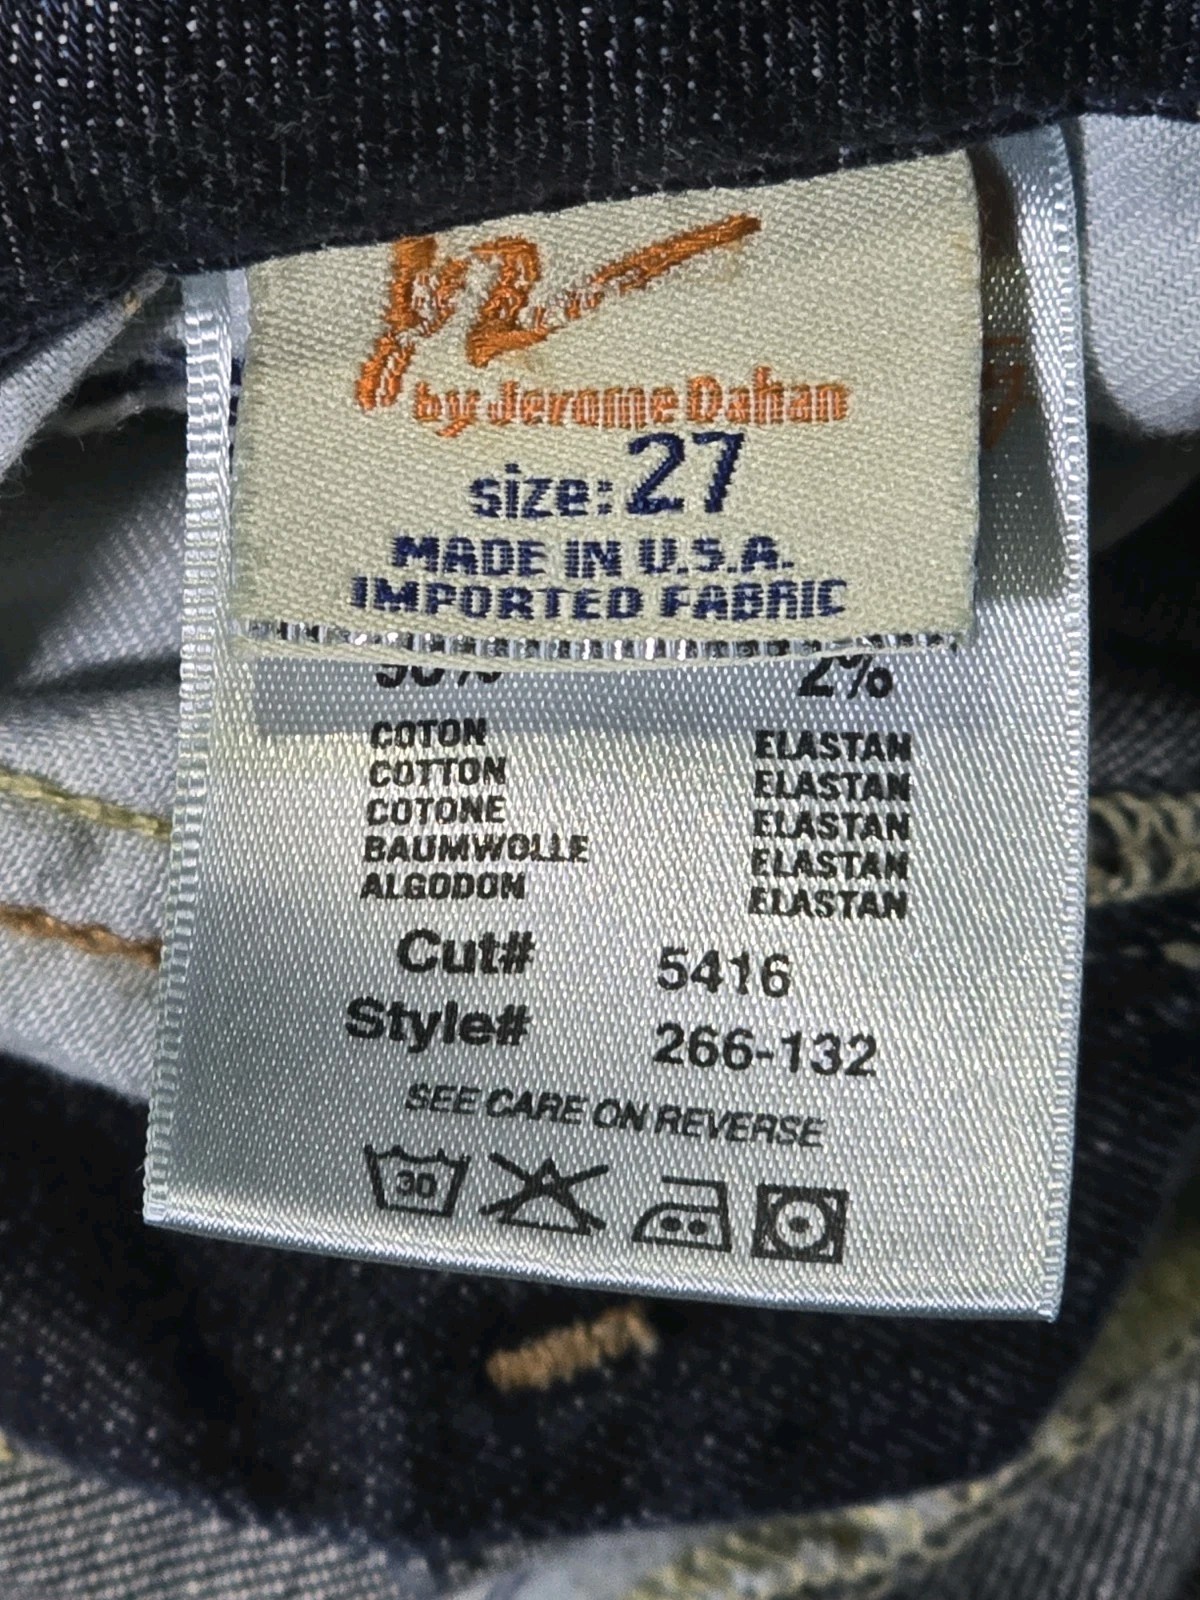 by Jerome Dahan
size: 27
MADE IN U.S.A.
IMPORTED FABRIC
2%
COTON ELASTAN
COTTON ELASTAN
COTONE ELASTAN
BAUMWOLLE ELASTAN
ALGODON ELASTAN
Cut# 5416
Style# 266-132
SEE CARE ON REVERSE
30